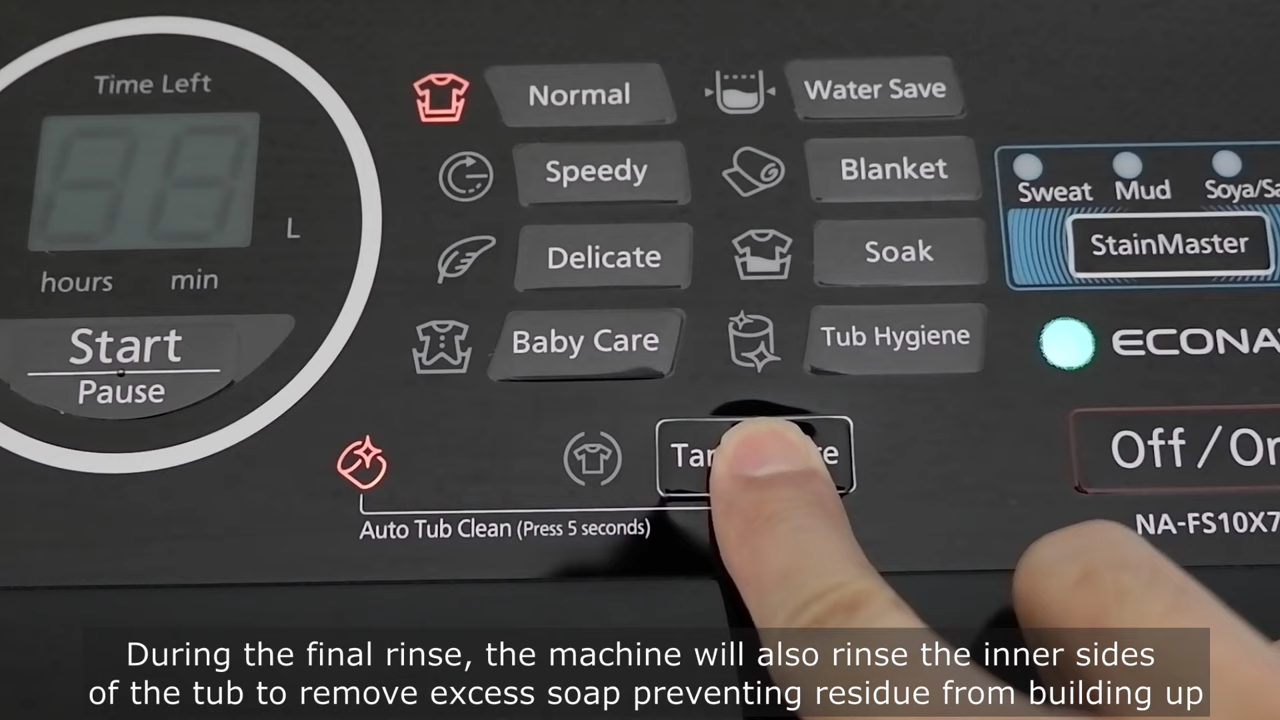 Time Left
L
hours min
Start
Pause
Normal
Water Save
Speedy
Blanket
Delicate
Soak
Baby Care
Tub Hygiene
Sweat Mud
StainMaster
Auto Tub Clean (Press 5 seconds)
During the final rinse, the machine will also rinse the inner sides
of the tub to remove excess soap preventing residue from building up